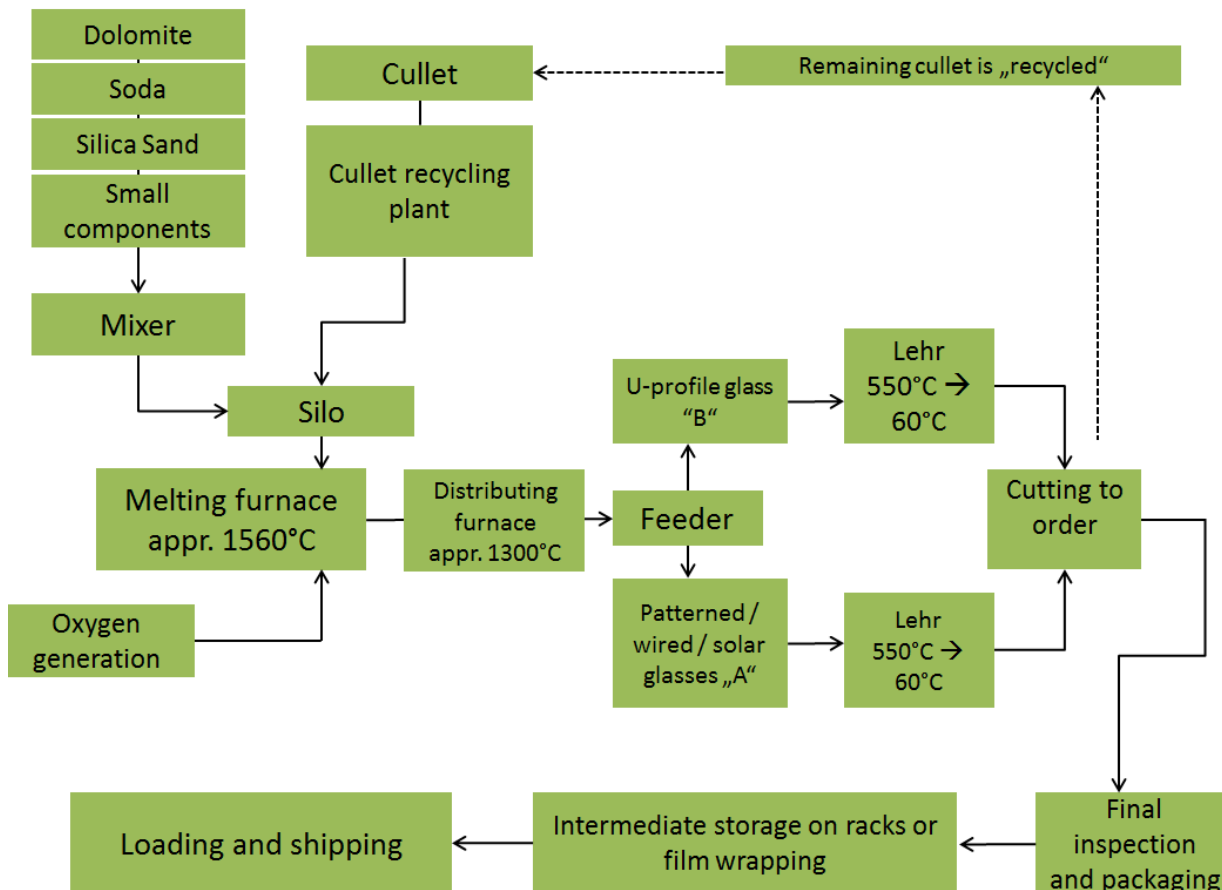 Dolomite
Soda
Silica Sand
Small
components
Mixer
Cullet
Cullet recycling
plant
Remaining cullet is „recycled“
Silo
Melting furnace
appr. 1560°C
Oxygen
generation
Distributing
furnace
appr. 1300°C
Feeder
U-profile glass
“B“
Lehr
550°C →
60°C
Patterned /
wired / solar
glasses „A“
Lehr
550°C →
60°C
Cutting to
order
Final
inspection
and packaging
Intermediate storage on racks or
film wrapping
Loading and shipping